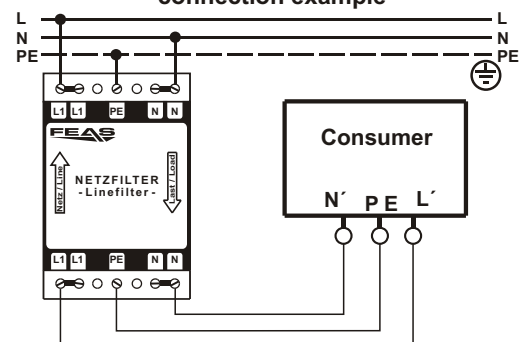 connection example
L L
N N
PE PE
L1 L1 PE N N
FEAS
Netz / Line
NETZFILTER
-Linefilter-
Last / Load
L1 L1 PE N N
Consumer
N´ PE L´